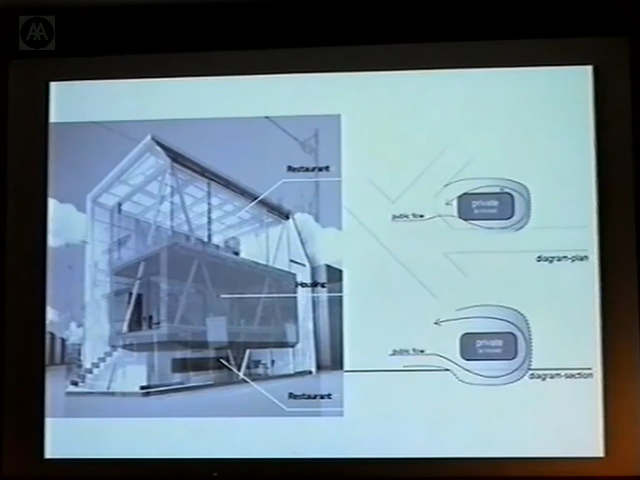 AA
Restaurant
Housing
Restaurant
public flow
private
diagram-plan
public flow
private
diagram-section